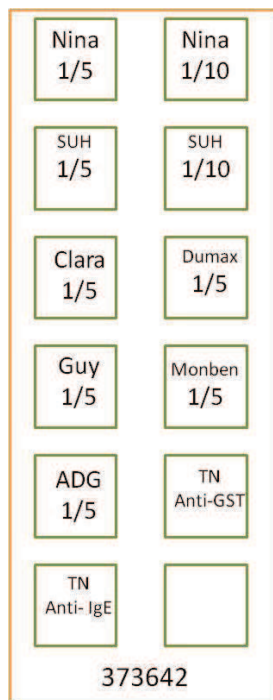 Nina
1/5
Nina
1/10
SUH
1/5
SUH
1/10
Clara
1/5
Dumax
1/5
Guy
1/5
Monben
1/5
ADG
1/5
TN
Anti-GST
TN
Anti- IgE
373642